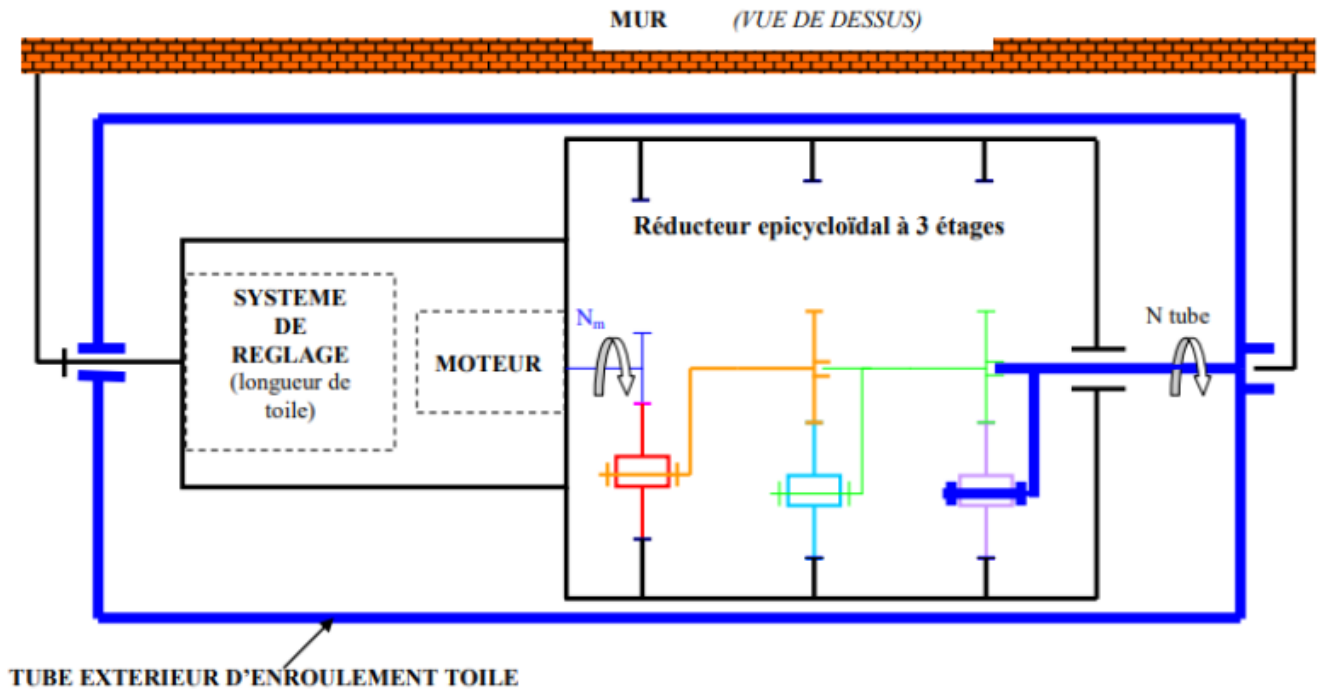 MUR (VUE DE DESSUS)
Réducteur epicycloïdal à 3 étages
SYSTEME
DE
REGLAGE
(longueur de
toile)
MOTEUR
Nm
N tube
TUBE EXTERIEUR D'ENROULEMENT TOILE